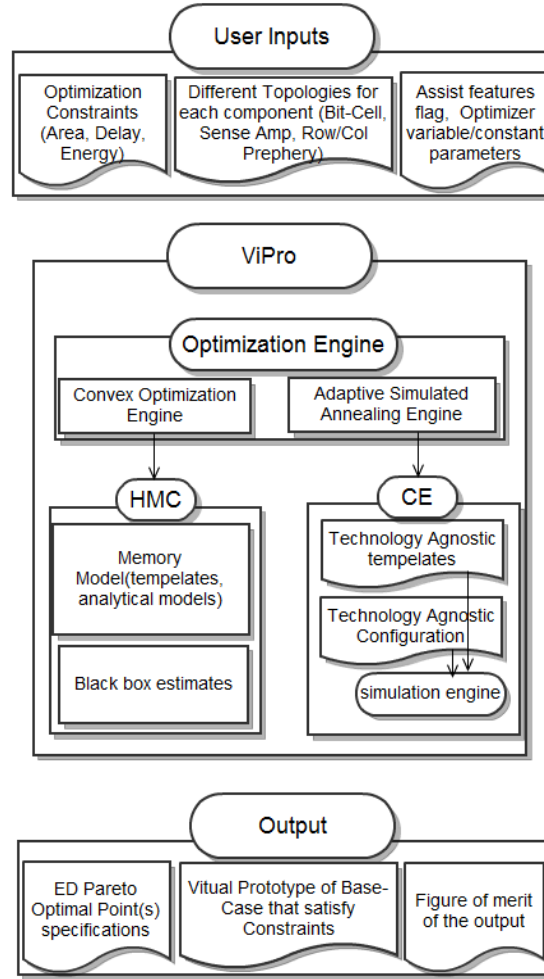 User Inputs
Optimization
Constraints
(Area, Delay,
Energy)
Different Topologies for
each component (Bit-Cell,
Sense Amp, Row/Col
Prephery)
Assist features
flag, Optimizer
variable/constant
parameters
ViPro
Optimization Engine
Convex Optimization
Engine
Adaptive Simulated
Annealing Engine
HMC
Memory
Model(tempelates,
analytical models)
Black box estimates
CE
Technology Agnostic
tempelates
Technology Agnostic
Configuration
simulation engine
Output
ED Pareto
Optimal Point(s)
specifications
Vitual Prototype of Base-
Case that satisfy
Constraints
Figure of merit
of the output